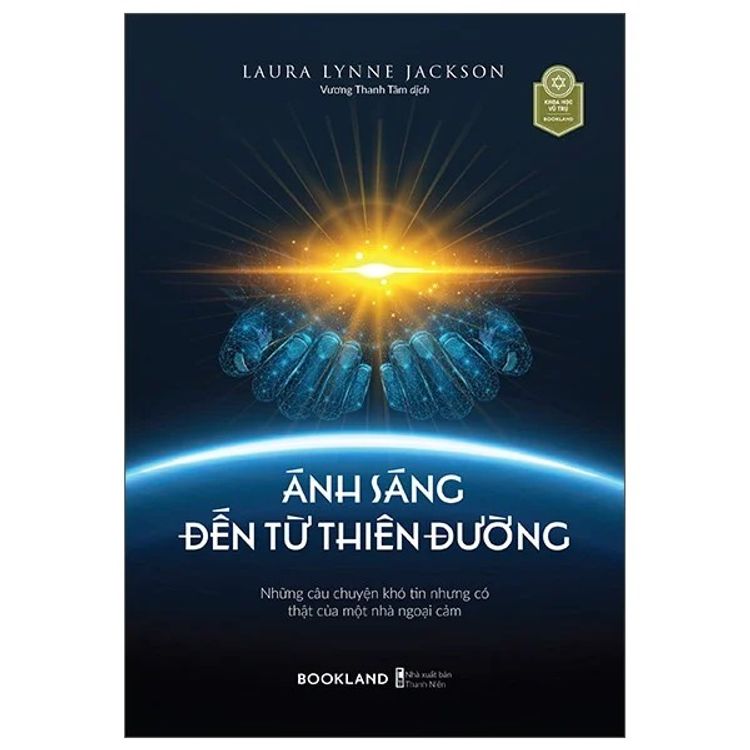 LAURA LYNNE JACKSON
Vương Thanh Tâm dịch
KHOA HỌC
VŨ TRỤ
BOOKLAND
ÁNH SÁNG
ĐẾN TỪ THIÊN ĐƯỜNG
Những câu chuyện khó tin nhưng có
thật của một nhà ngoại cảm
BOOKLAND
Nhà xuất bản
Thanh Niên